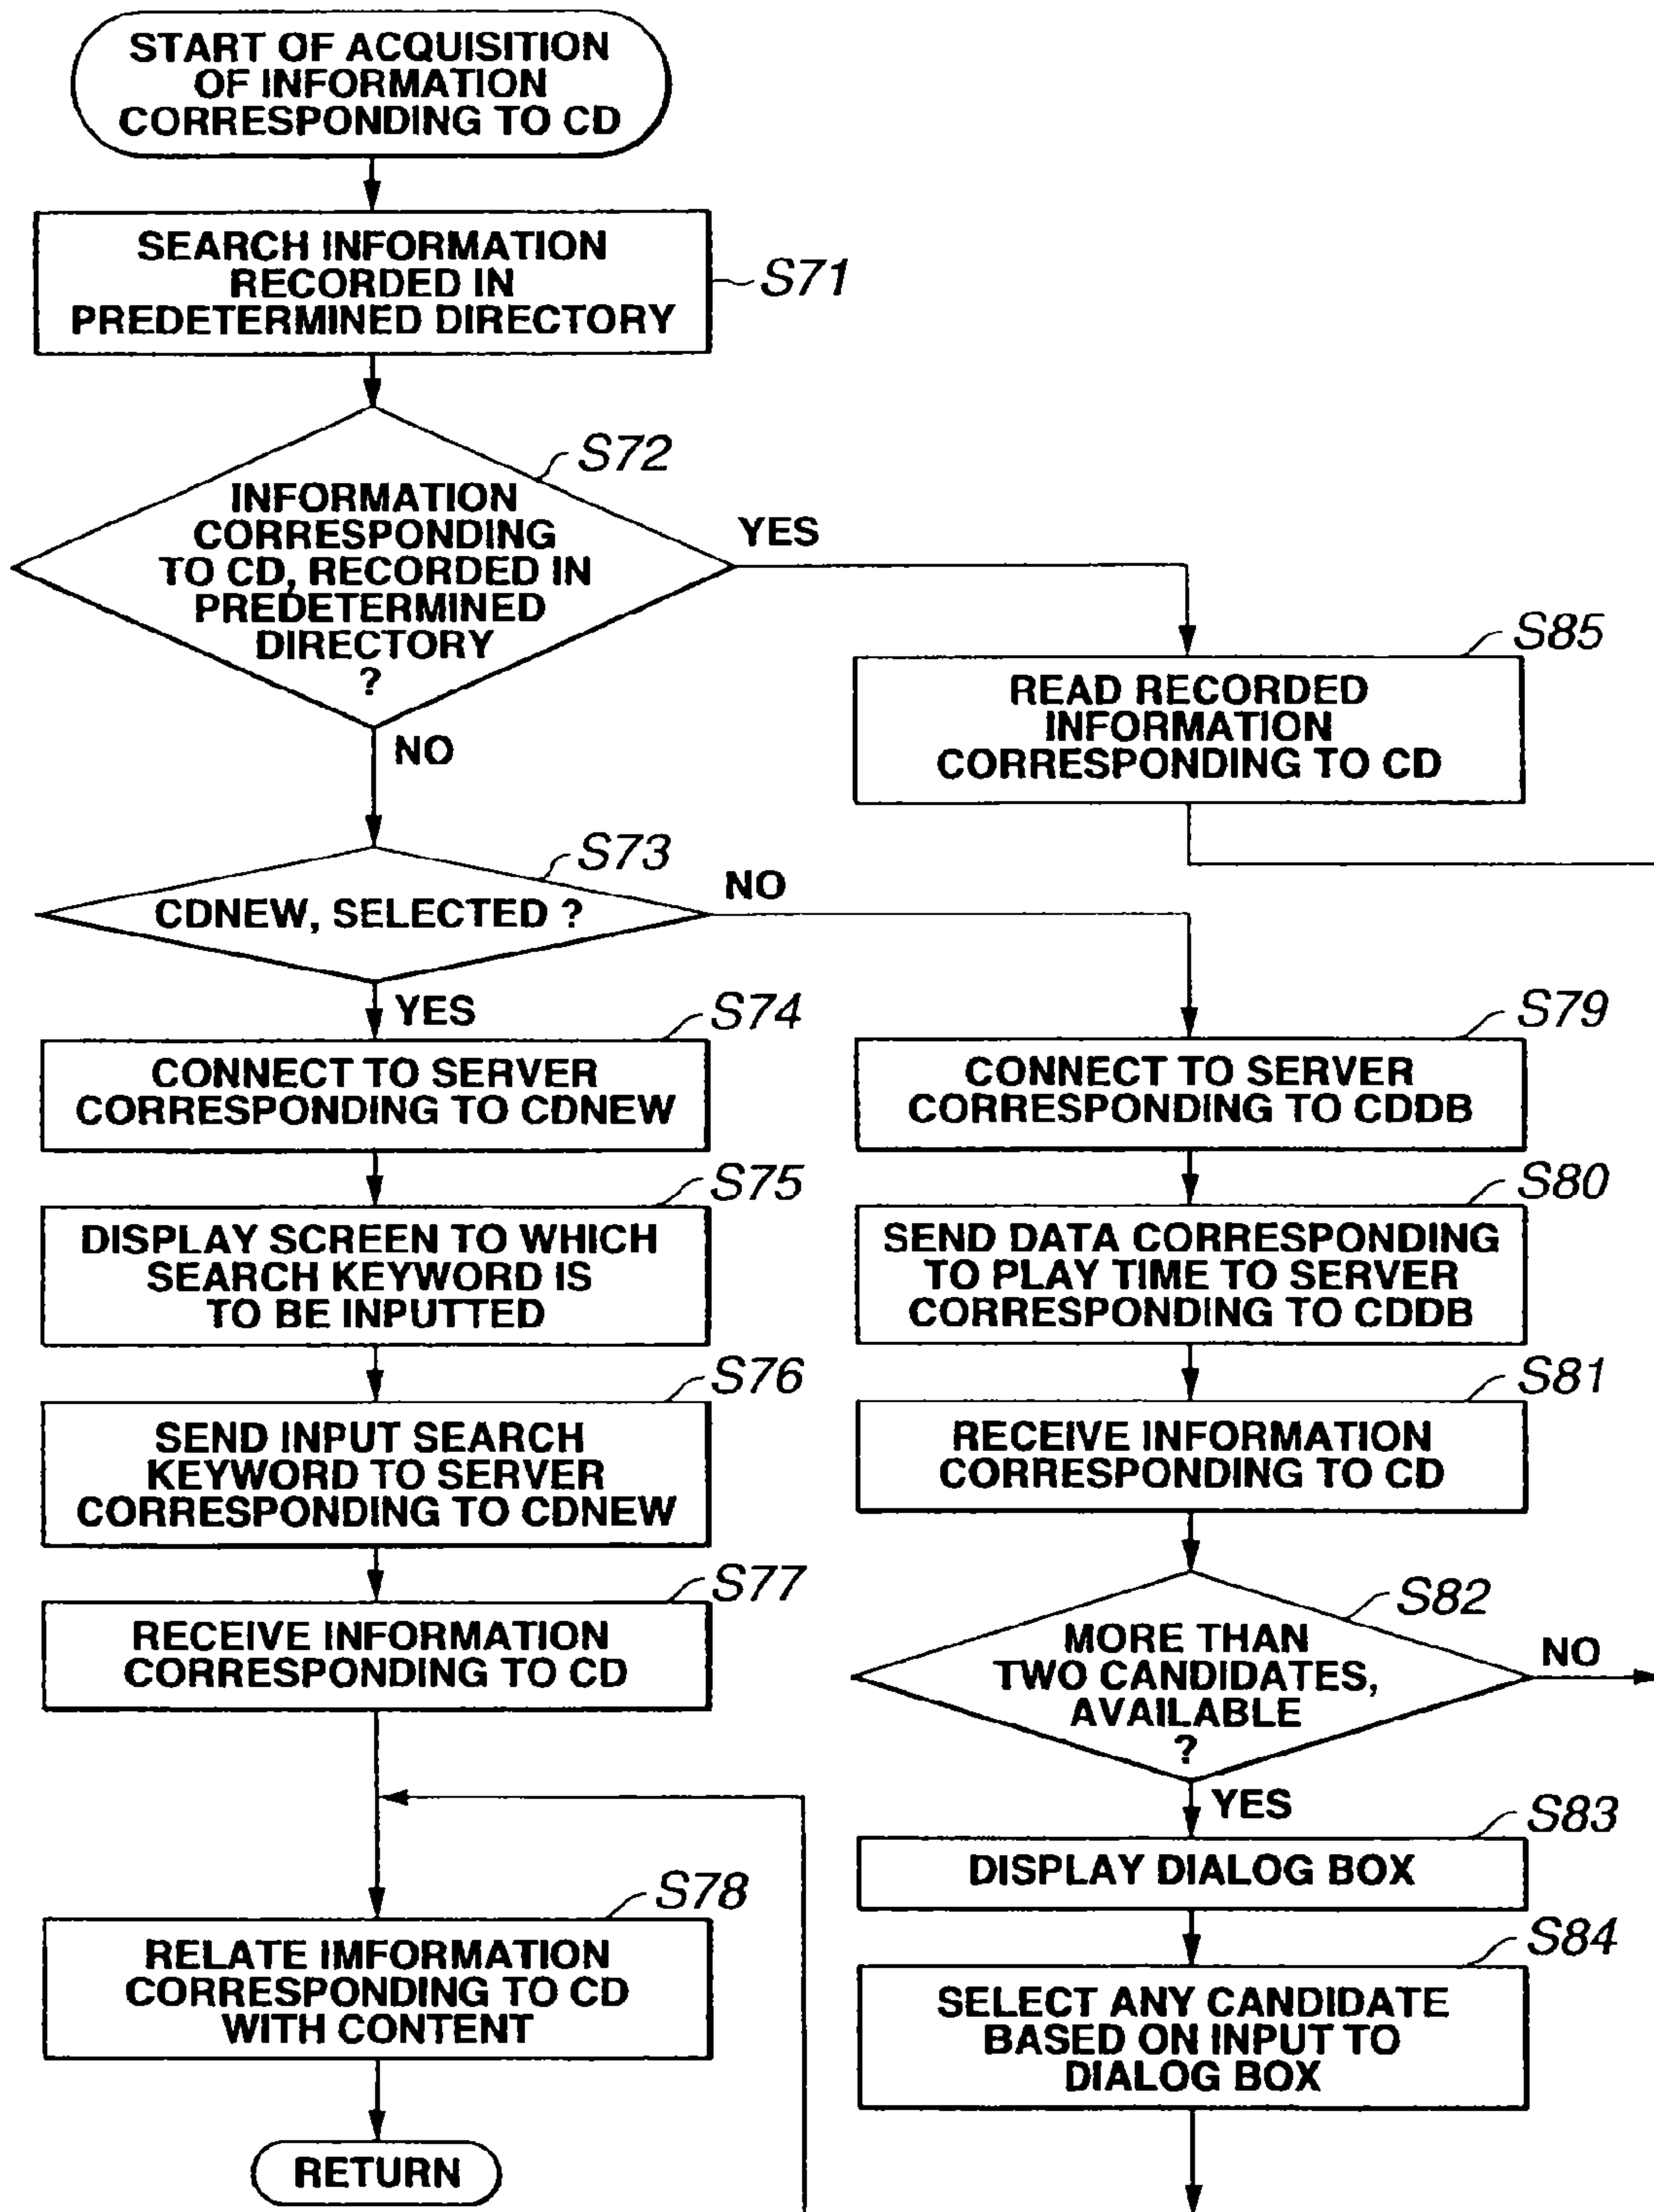 START OF ACQUISITION
OF INFORMATION
CORRESPONDING TO CD
SEARCH INFORMATION
RECORDED IN
PREDETERMINED DIRECTORY
S71
S72
INFORMATION
CORRESPONDING
TO CD, RECORDED IN
PREDETERMINED
DIRECTORY
?
YES
NO
S85
READ RECORDED
INFORMATION
CORRESPONDING TO CD
S73
CDNEW, SELECTED ?
NO
YES
S74
CONNECT TO SERVER
CORRESPONDING TO CDNEW
S75
DISPLAY SCREEN TO WHICH
SEARCH KEYWORD IS
TO BE INPUTTED
S76
SEND INPUT SEARCH
KEYWORD TO SERVER
CORRESPONDING TO CDNEW
S77
RECEIVE INFORMATION
CORRESPONDING TO CD
S78
RELATE IMFORMATION
CORRESPONDING TO CD
WITH CONTENT
RETURN
S79
CONNECT TO SERVER
CORRESPONDING TO CDDB
S80
SEND DATA CORRESPONDING
TO PLAY TIME TO SERVER
CORRESPONDING TO CDDB
S81
RECEIVE INFORMATION
CORRESPONDING TO CD
S82
MORE THAN
TWO CANDIDATES,
AVAILABLE
?
NO
YES
S83
DISPLAY DIALOG BOX
S84
SELECT ANY CANDIDATE
BASED ON INPUT TO
DIALOG BOX